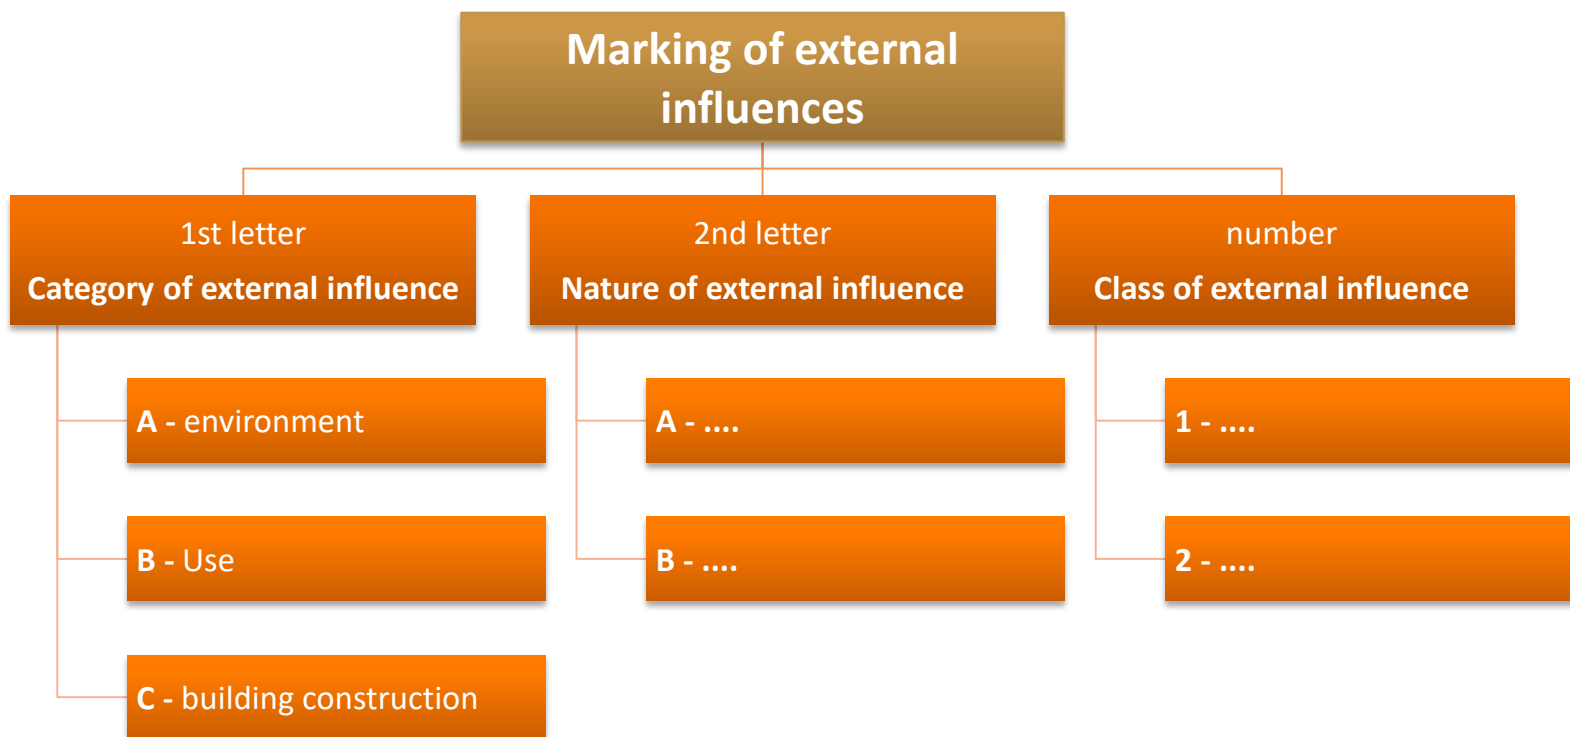 Marking of external
influences
1st letter
Category of external influence
2nd letter
Nature of external influence
number
Class of external influence
A - environment
B - Use
C - building construction
A - ....
B - ....
1 - ....
2 - ....